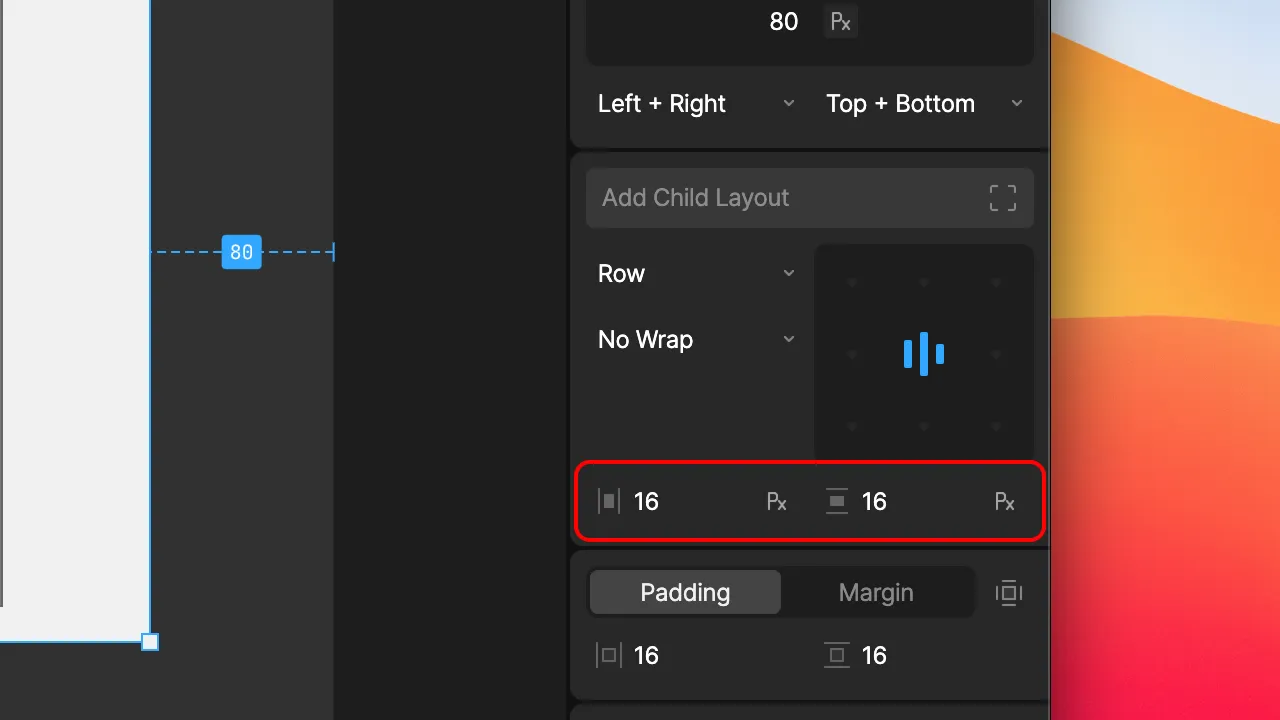 80 Px
Left + Right Top + Bottom
Add Child Layout
80
Row
No Wrap
16 Px 16 Px
Padding Margin
16 16